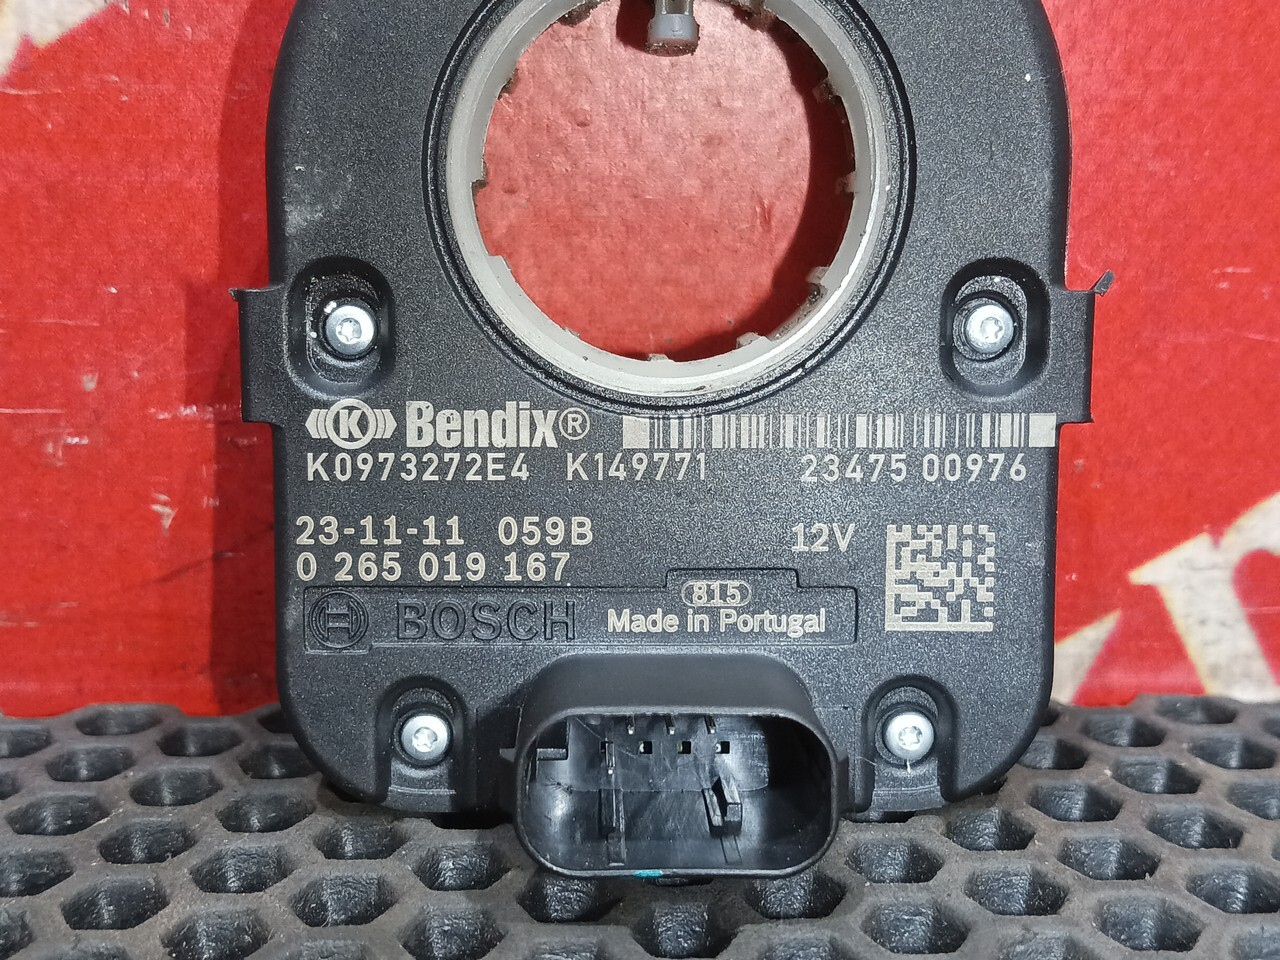 K Bendix®
K0973272E4 K149771 23475 00976
23-11-11 059B 12V
0 265 019 167
815
BOSCH Made in Portugal